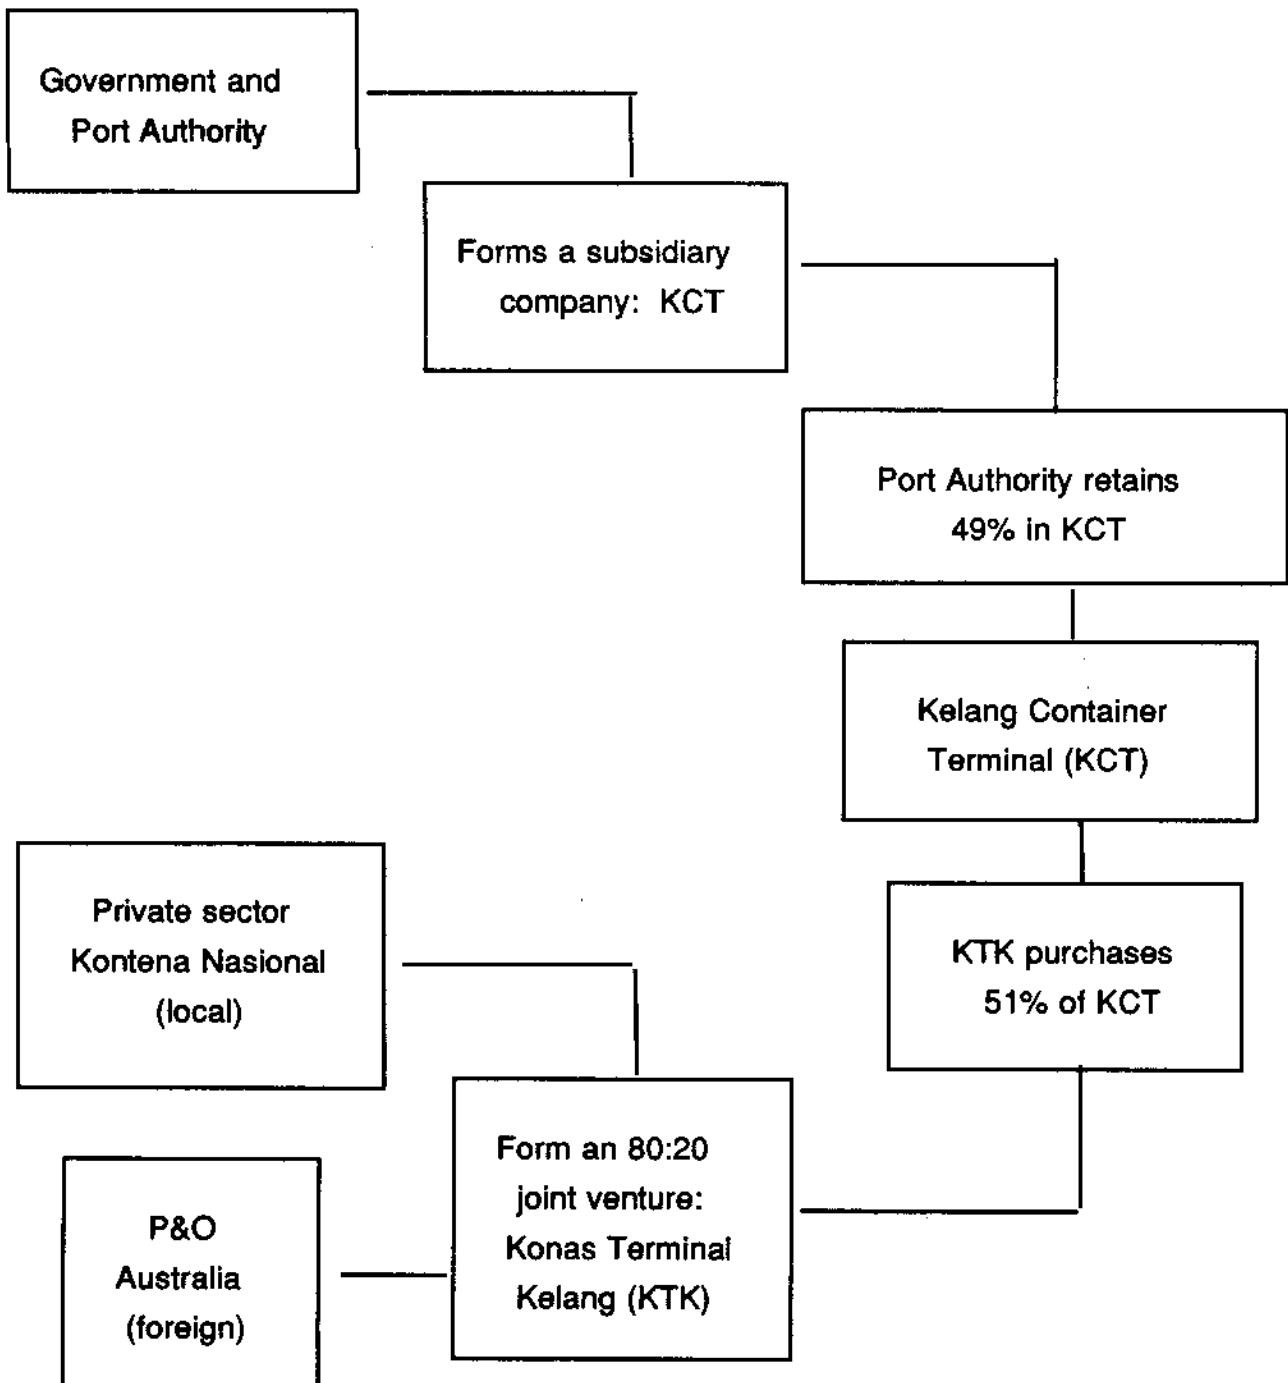 Government and
Port Authority
Forms a subsidiary
company: KCT
Port Authority retains
49% in KCT
Kelang Container
Terminal (KCT)
KTK purchases
51% of KCT
Private sector
Kontena Nasional
(local)
Form an 80:20
joint venture:
Konas Terminal
Kelang (KTK)
P&O
Australia
(foreign)